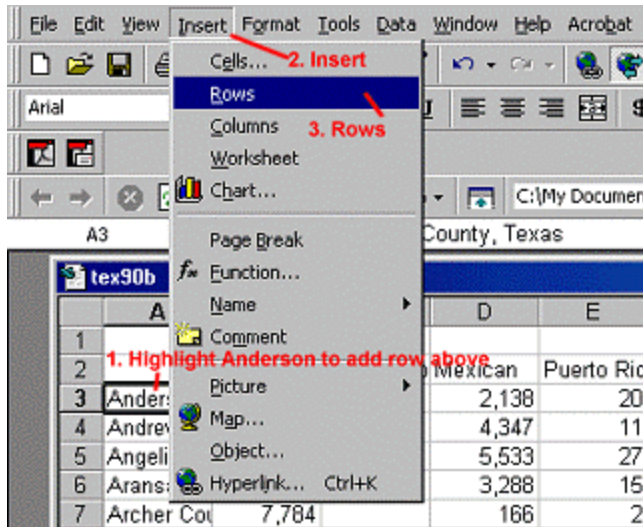 File Edit View Insert Format Tools Data Window Help Acrobat
2. Insert
Cells...
Rows
3. Rows
Columns
Worksheet
Chart...
Page Break
Function...
Name
Comment
Picture
Map...
Object...
Hyperlink... Ctrl+K
Arial
C:\My Documen
A3 County, Texas
tex90b
A D E
1
1. Highlight Anderson to add row above
2 Mexican Puerto Ric
3 Anders 2,138 20
4 Andrew 4,347 11
5 Angeli 5,533 27
6 Aransa 3,288 15
7 Archer Cou 7,784 166 2